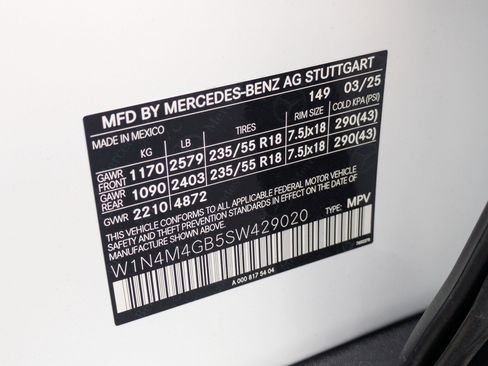 MFD BY MERCEDES-BENZ AG STUTTGART
MADE IN MEXICO 149 03/25
KG LB TIRES RIM SIZE COLD KPA (PSI)
GAWR FRONT 1170 2579 235/55 R18 7.5Jx18 290(43)
GAWR REAR 1090 2403 235/55 R18 7.5Jx18 290(43)
GVWR 2210 4872
THIS VEHICLE CONFORMS TO ALL APPLICABLE FEDERAL MOTOR VEHICLE
SAFETY STANDARDS IN EFFECT ON THE DATE OF MANUFACTURE SHOWN ABOVE.
W1N4M4GB5SW429020 TYPE: MPV
A 000 817 54 04